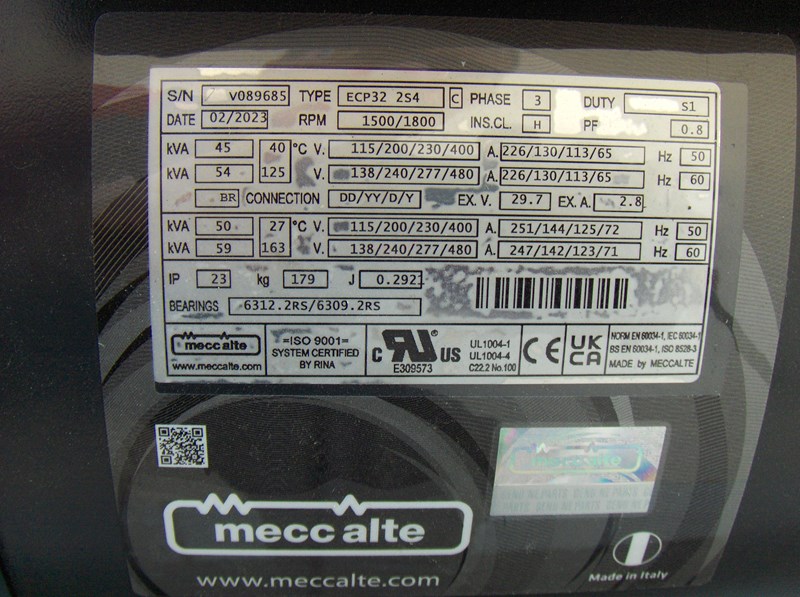 S/N V089685 TYPE ECP32 2S4 C PHASE 3 DUTY S1
DATE 02/2023 RPM 1500/1800 INS.CL. H PF 0.8
kVA 45 40 °C V. 115/200/230/400 A. 226/130/113/65 Hz 50
kVA 54 125 V. 138/240/277/480 A. 226/130/113/65 Hz 60
BR CONNECTION DD/YY/D/Y EX. V. 29.7 EX. A. 2.8
kVA 50 27 °C V. 115/200/230/400 A. 251/144/125/72 Hz 50
kVA 59 163 V. 138/240/277/480 A. 247/142/123/71 Hz 60
IP 23 kg 179 J 0.2921
BEARINGS 6312.2RS/6309.2RS
mecc alte
www.meccalte.com
=ISO 9001=
SYSTEM CERTIFIED
BY RINA
c RU ® US
E309573
UL1004-1
UL1004-4
C22.2 No.100
CE
UK
CA
NORM EN 60034-1, IEC 60034-1
BS EN 60034-1, ISO 8528-3
MADE by MECCALTE
mecc alte
mecc alte
www.meccalte.com
Made in Italy